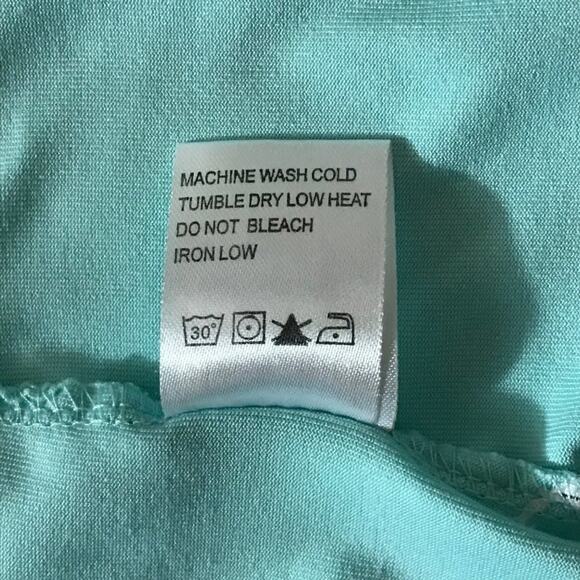 MACHINE WASH COLD
TUMBLE DRY LOW HEAT
DO NOT BLEACH
IRON LOW
30°